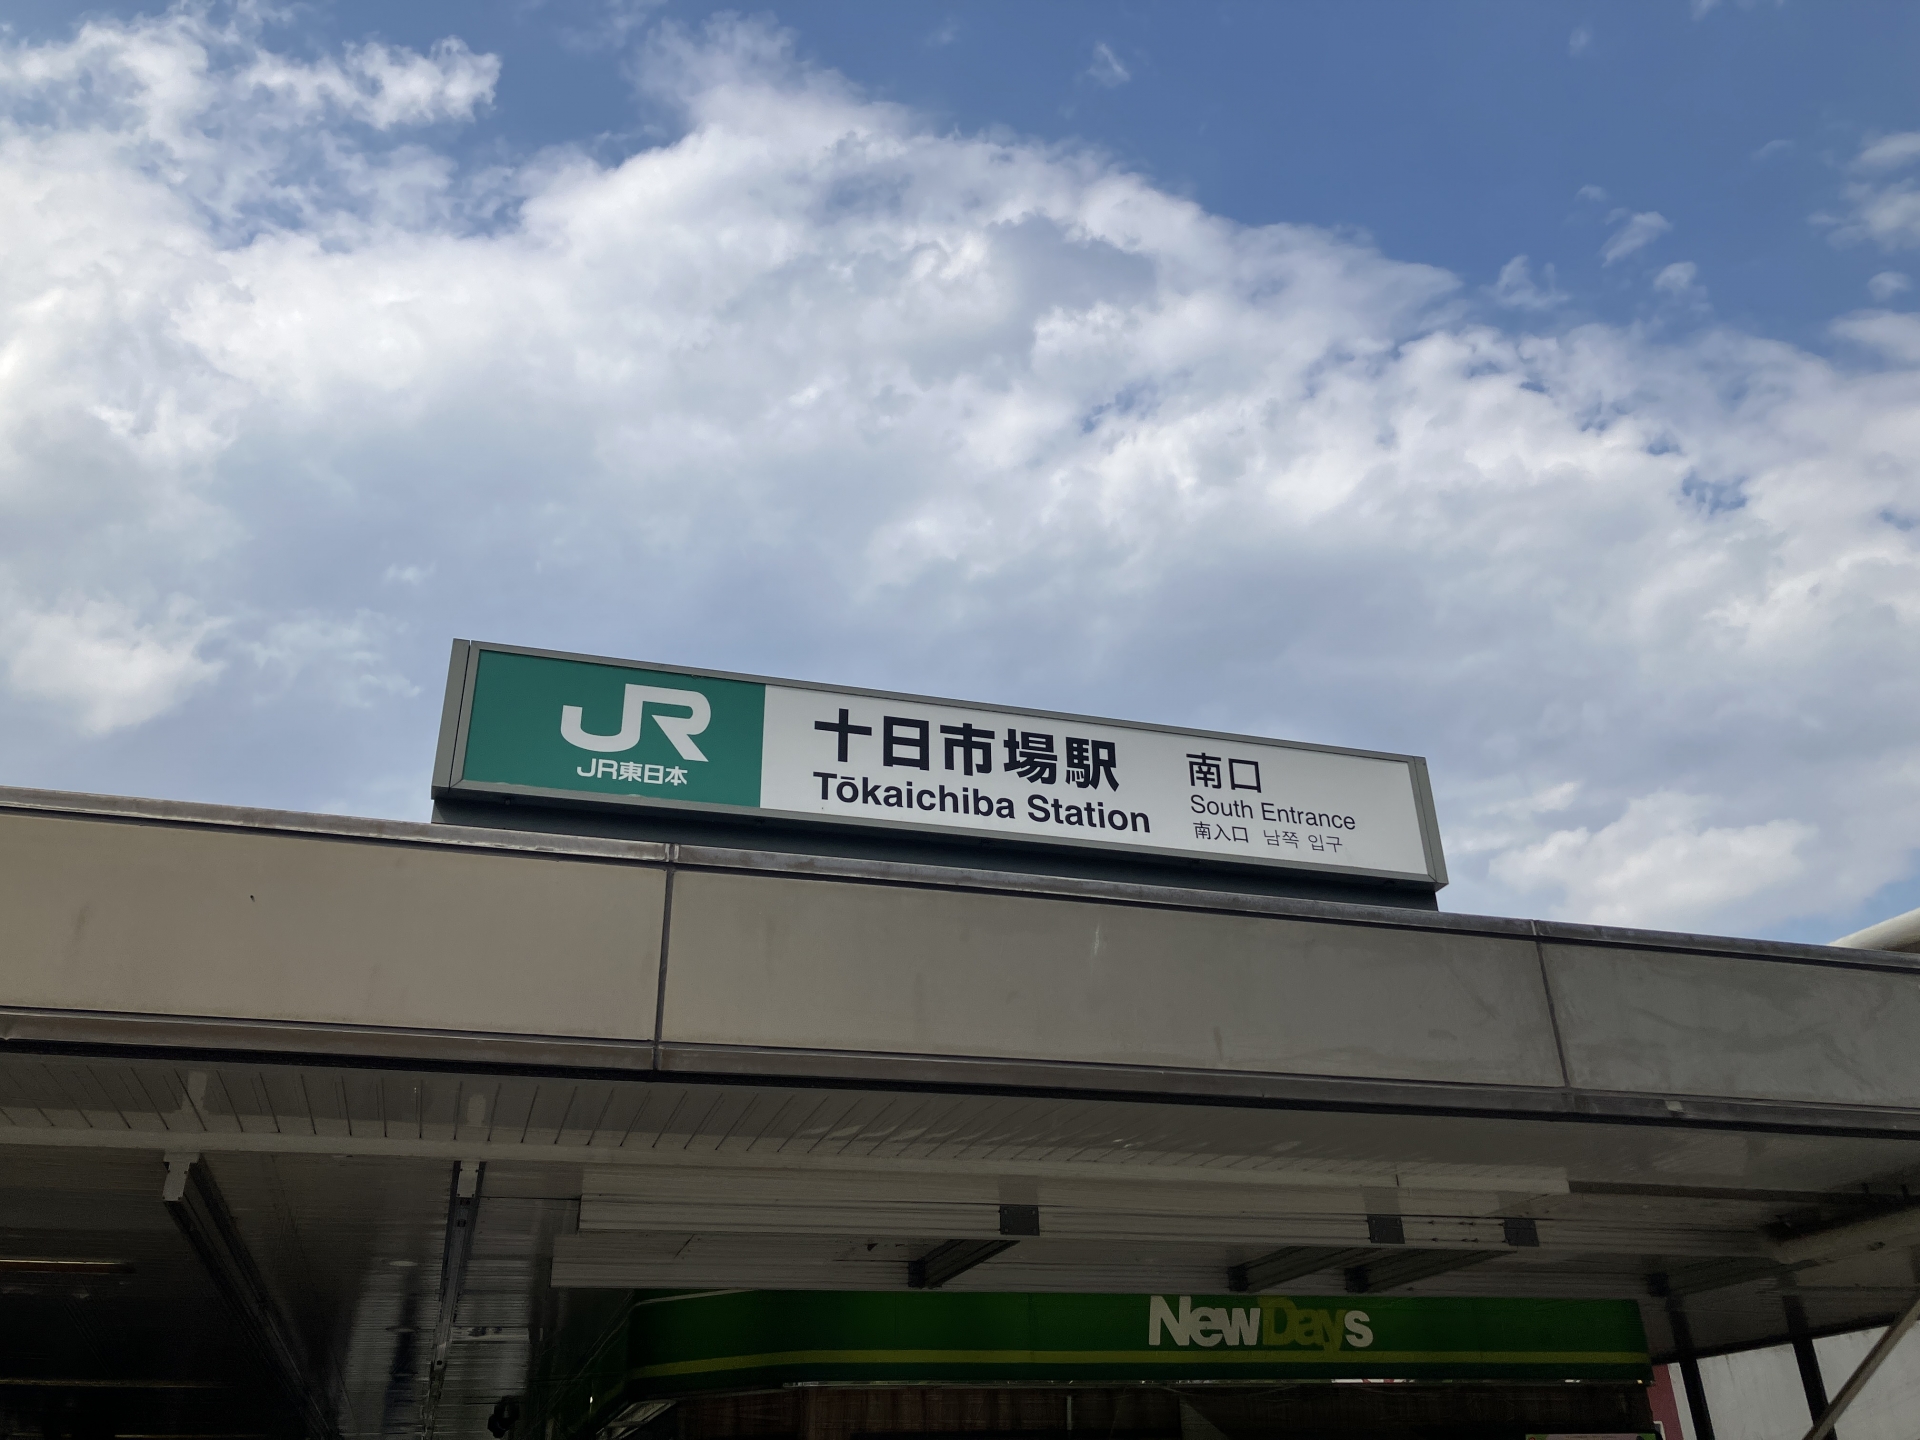 JR
JR東日本
十日市場駅
Tōkaichiba Station
南口
South Entrance
南入口 남쪽 입구
NewDays